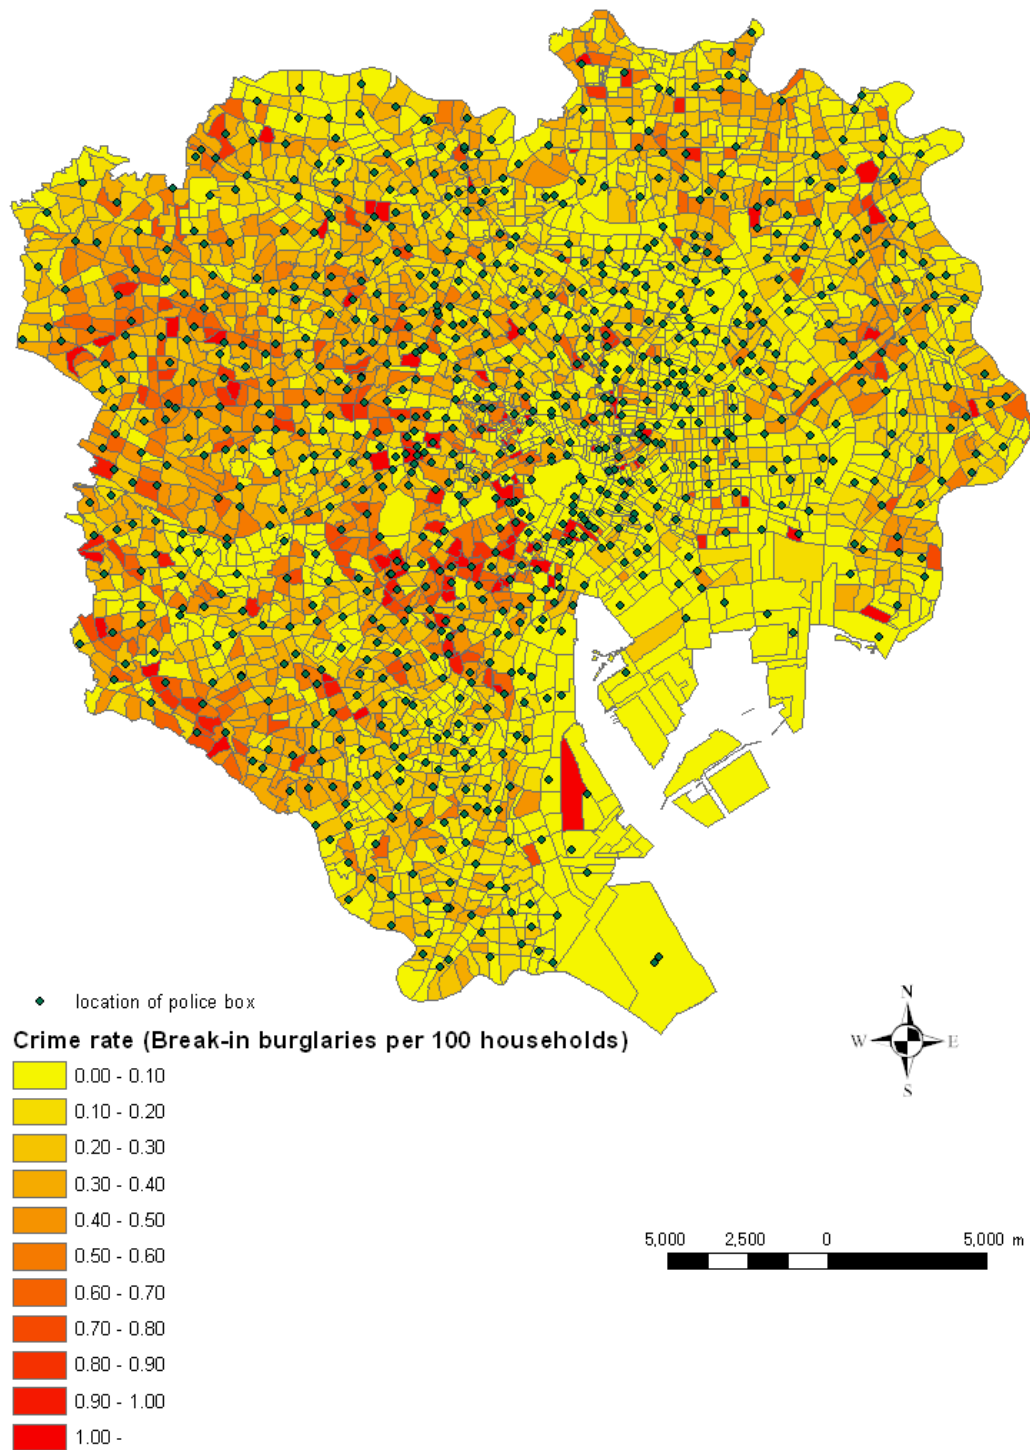 location of police box
Crime rate (Break-in burglaries per 100 households)
0.00 - 0.10
0.10 - 0.20
0.20 - 0.30
0.30 - 0.40
0.40 - 0.50
0.50 - 0.60
0.60 - 0.70
0.70 - 0.80
0.80 - 0.90
0.90 - 1.00
1.00 -
N
W E
S
5,000 2,500 0 5,000 m